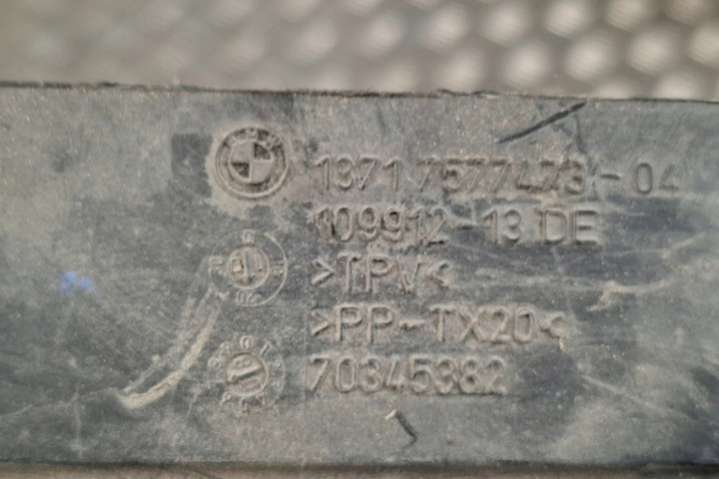 1371 7577473 - 04
109912-13 DE
>TPV<
>PP-TX20<
70345382